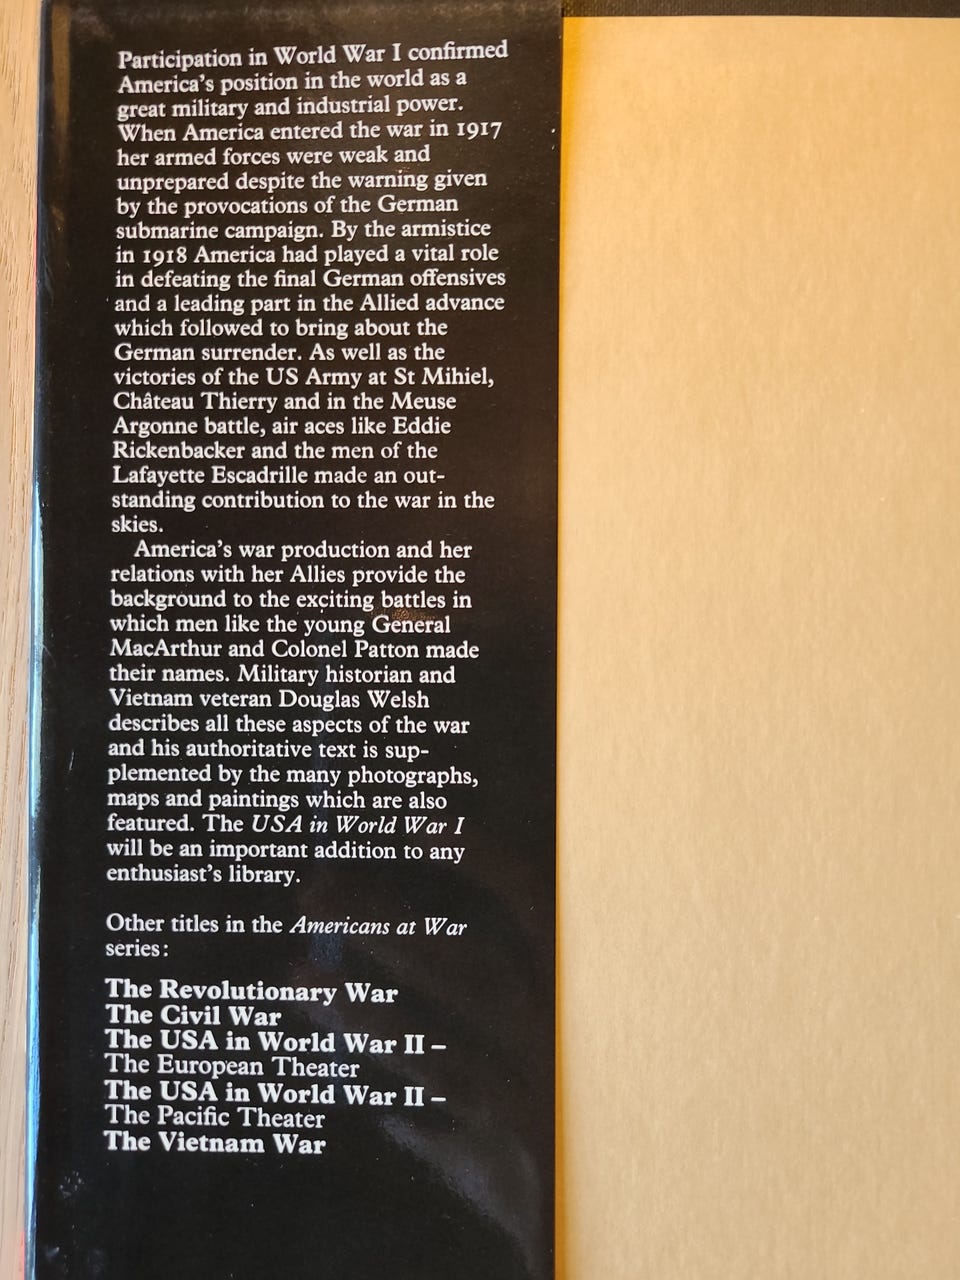 Participation in World War I confirmed
America's position in the world as a
great military and industrial power.
When America entered the war in 1917
her armed forces were weak and
unprepared despite the warning given
by the provocations of the German
submarine campaign. By the armistice
in 1918 America had played a vital role
in defeating the final German offensives
and a leading part in the Allied advance
which followed to bring about the
German surrender. As well as the
victories of the US Army at St Mihiel,
Château Thierry and in the Meuse
Argonne battle, air aces like Eddie
Rickenbacker and the men of the
Lafayette Escadrille made an out-
standing contribution to the war in the
skies.
America's war production and her
relations with her Allies provide the
background to the exciting battles in
which men like the young General
MacArthur and Colonel Patton made
their names. Military historian and
Vietnam veteran Douglas Welsh
describes all these aspects of the war
and his authoritative text is sup-
plemented by the many photographs,
maps and paintings which are also
featured. The USA in World War I
will be an important addition to any
enthusiast's library.
Other titles in the Americans at War
series:
The Revolutionary War
The Civil War
The USA in World War II –
The European Theater
The USA in World War II –
The Pacific Theater
The Vietnam War